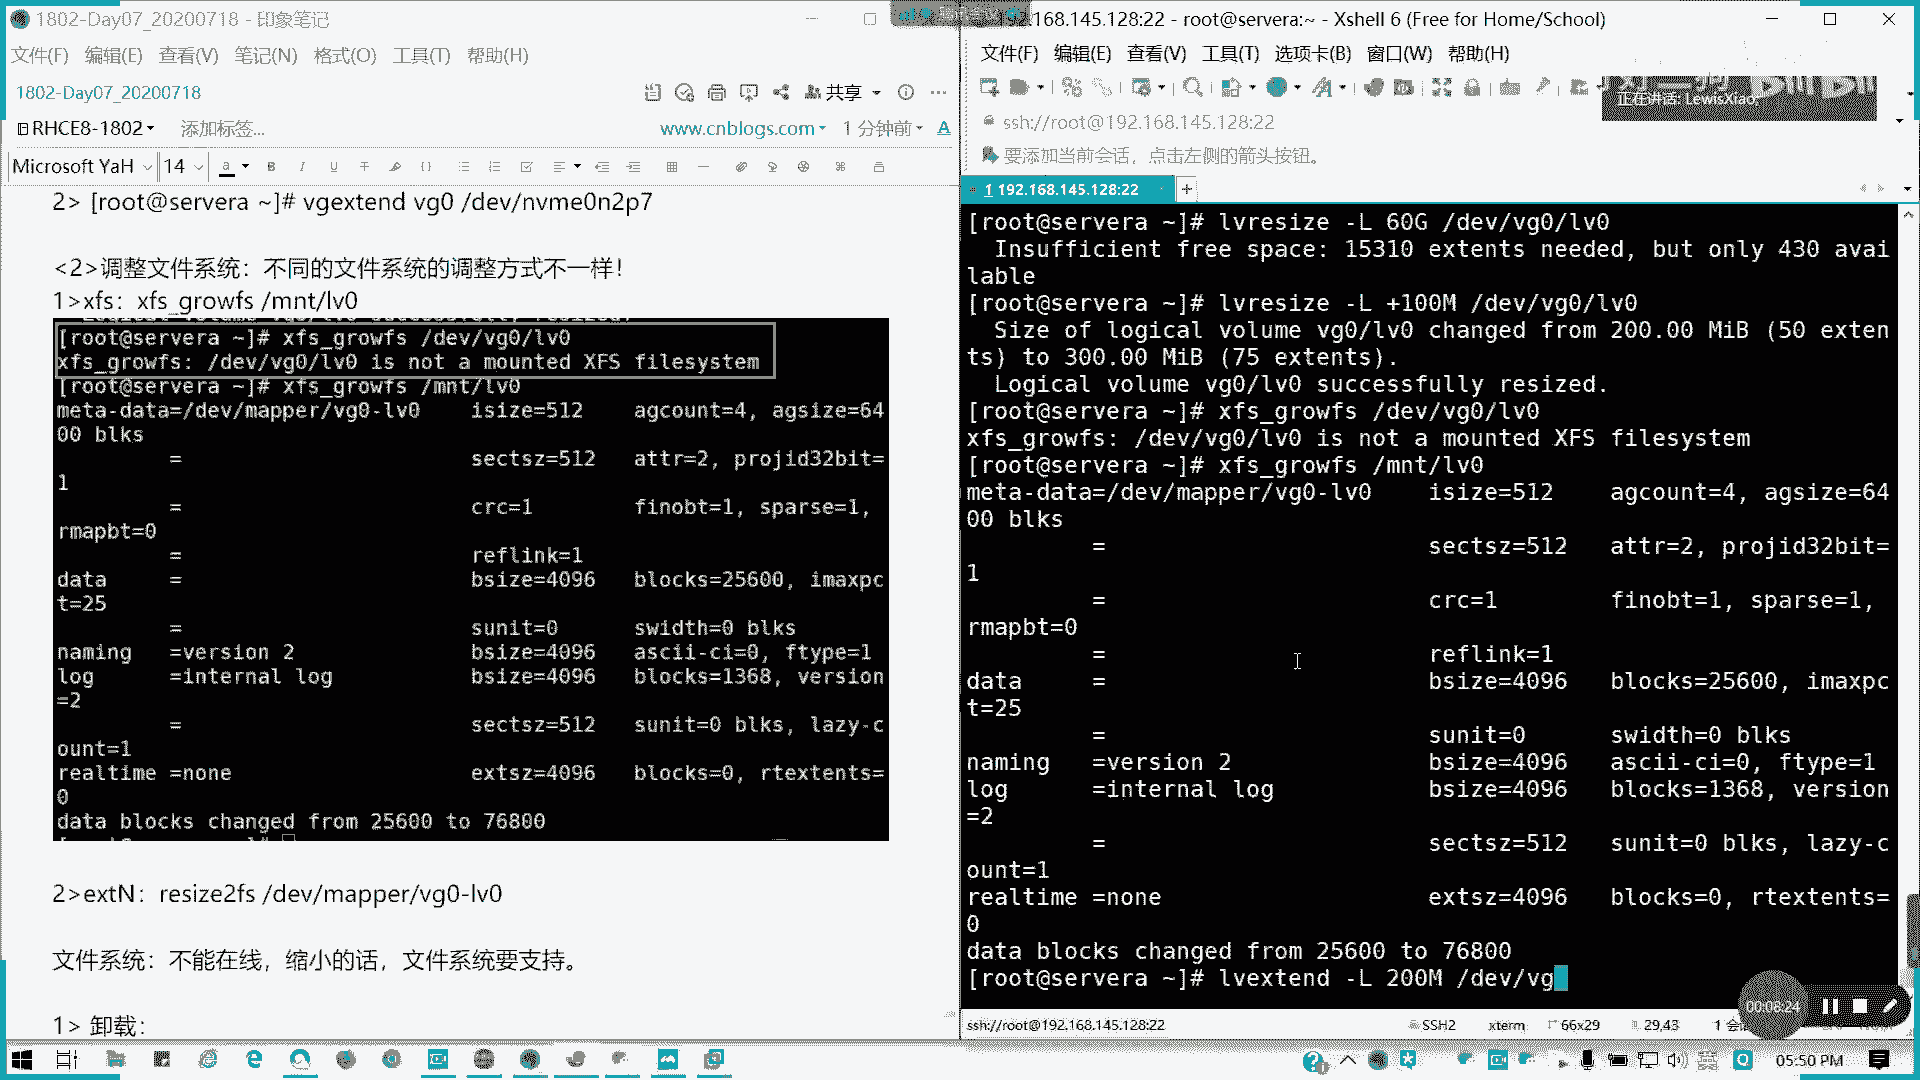 1802-Day07_20200718 - 印象笔记
文件(F) 编辑(E) 查看(V) 笔记(N) 格式(O) 工具(T) 帮助(H)
1802-Day07_20200718
共享
RHCE8-1802
添加标签...
www.cnblogs.com
1 分钟前
Microsoft YaH
14
2> [root@servera ~]# vgextend vg0 /dev/nvme0n2p7
<2>调整文件系统：不同的文件系统的调整方式不一样！
1>xfs：xfs_growfs /mnt/lv0
[root@servera ~]# xfs_growfs /dev/vg0/lv0
xfs_growfs: /dev/vg0/lv0 is not a mounted XFS filesystem
[root@servera ~]# xfs_growfs /mnt/lv0
meta-data=/dev/mapper/vg0-lv0 isize=512 agcount=4, agsize=64
00 blks
= sectsz=512 attr=2, projid32bit=
1
= crc=1 finobt=1, sparse=1,
rmapbt=0
= reflink=1
data = bsize=4096 blocks=25600, imaxpc
t=25
= sunit=0 swidth=0 blks
naming =version 2 bsize=4096 ascii-ci=0, ftype=1
log =internal log bsize=4096 blocks=1368, version
=2
= sectsz=512 sunit=0 blks, lazy-c
ount=1
realtime =none extsz=4096 blocks=0, rtextents=
0
data blocks changed from 25600 to 76800
2>extN：resize2fs /dev/mapper/vg0-lv0
文件系统：不能在线，缩小的话，文件系统要支持。
1> 卸载：
192.168.145.128:22 - root@servera:~ - Xshell 6 (Free for Home/School)
文件(F) 编辑(E) 查看(V) 工具(T) 选项卡(B) 窗口(W) 帮助(H)
正在讲话: LewisXiao;
ssh://root@192.168.145.128:22
要添加当前会话，点击左侧的箭头按钮。
1 192.168.145.128:22
[root@servera ~]# lvresize -L 60G /dev/vg0/lv0
Insufficient free space: 15310 extents needed, but only 430 avai
lable
[root@servera ~]# lvresize -L +100M /dev/vg0/lv0
Size of logical volume vg0/lv0 changed from 200.00 MiB (50 exten
ts) to 300.00 MiB (75 extents).
Logical volume vg0/lv0 successfully resized.
[root@servera ~]# xfs_growfs /dev/vg0/lv0
xfs_growfs: /dev/vg0/lv0 is not a mounted XFS filesystem
[root@servera ~]# xfs_growfs /mnt/lv0
meta-data=/dev/mapper/vg0-lv0 isize=512 agcount=4, agsize=64
00 blks
= sectsz=512 attr=2, projid32bit=
1
= crc=1 finobt=1, sparse=1,
rmapbt=0
= reflink=1
data = bsize=4096 blocks=25600, imaxpc
t=25
= sunit=0 swidth=0 blks
naming =version 2 bsize=4096 ascii-ci=0, ftype=1
log =internal log bsize=4096 blocks=1368, version
=2
= sectsz=512 sunit=0 blks, lazy-c
ount=1
realtime =none extsz=4096 blocks=0, rtextents=
0
data blocks changed from 25600 to 76800
[root@servera ~]# lvextend -L 200M /dev/vg
00:06:24
ssh://root@192.168.145.128:22 SSH2 xterm 66x29 29,43
05:50 PM